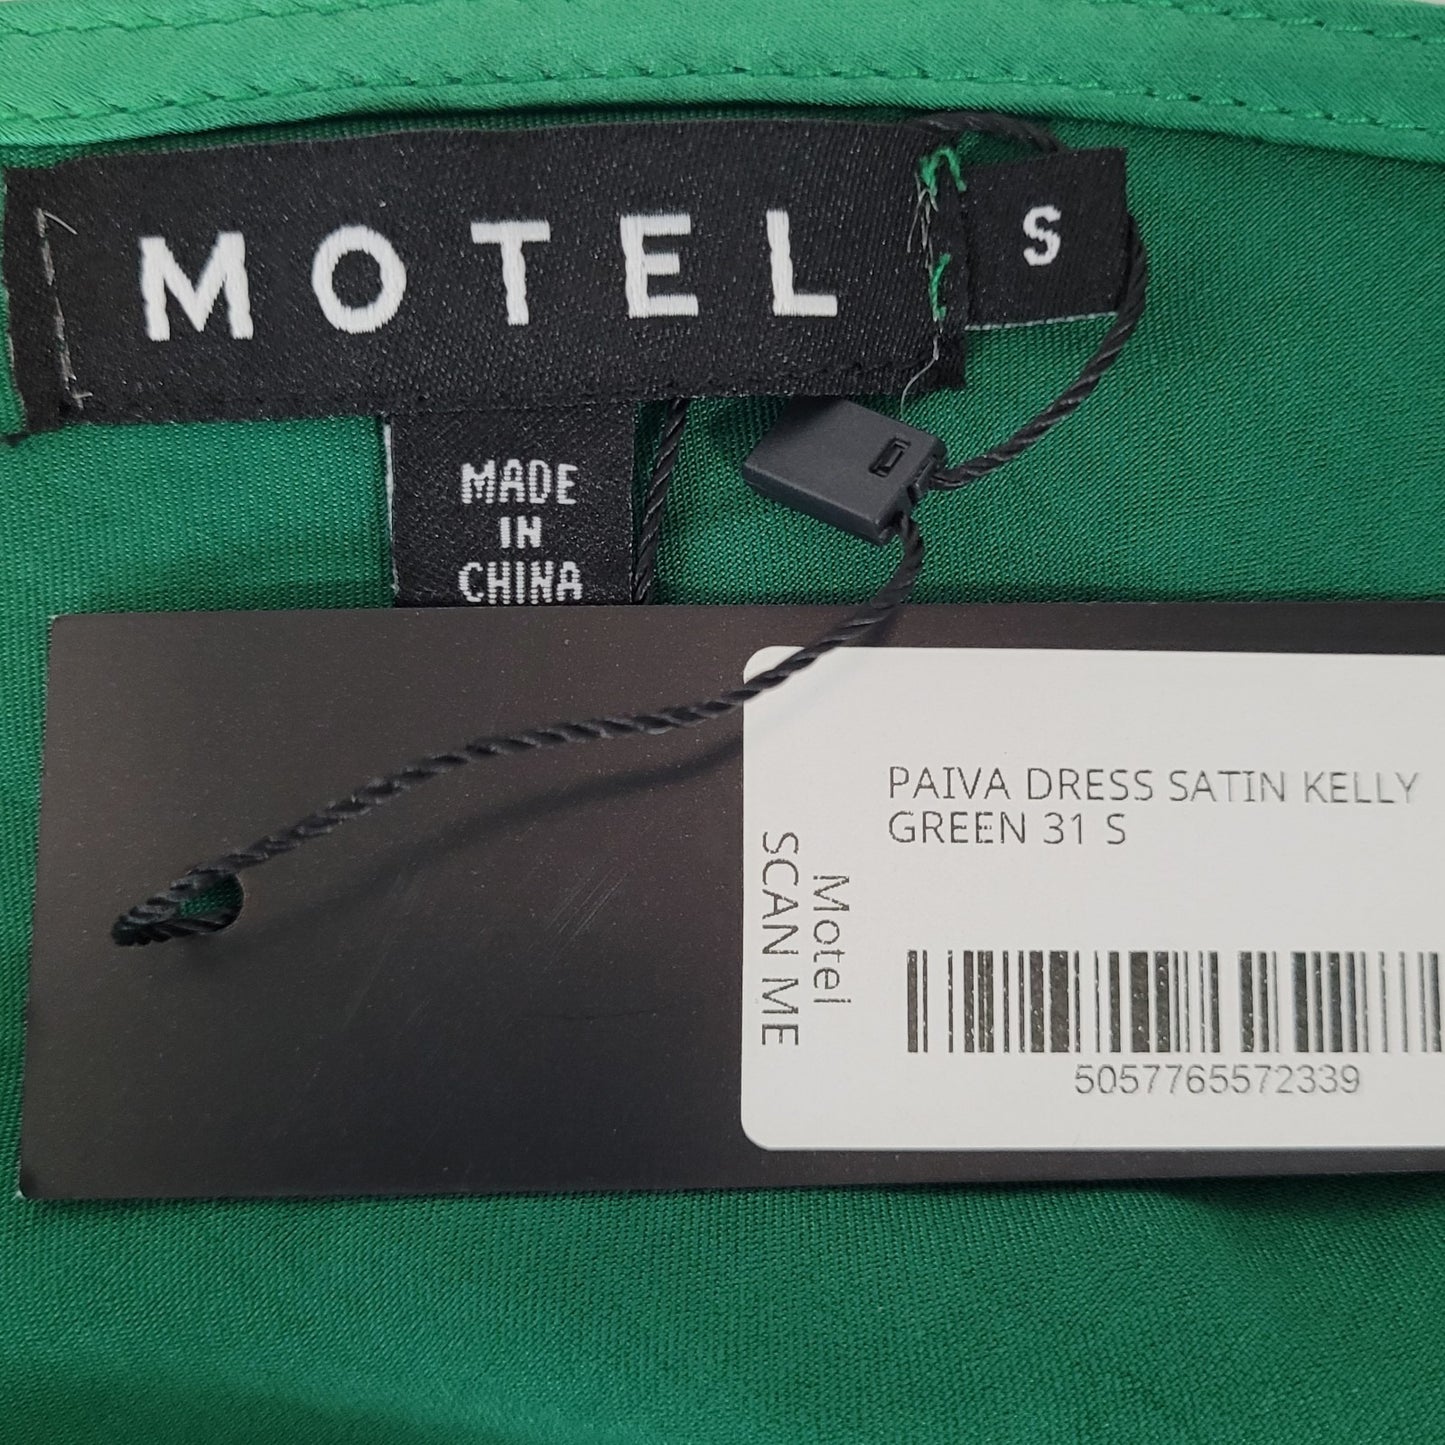 MOTEL
S
MADE
IN
CHINA
PAIVA DRESS SATIN KELLY
GREEN 31 S
Motel
SCAN ME
5057765572339